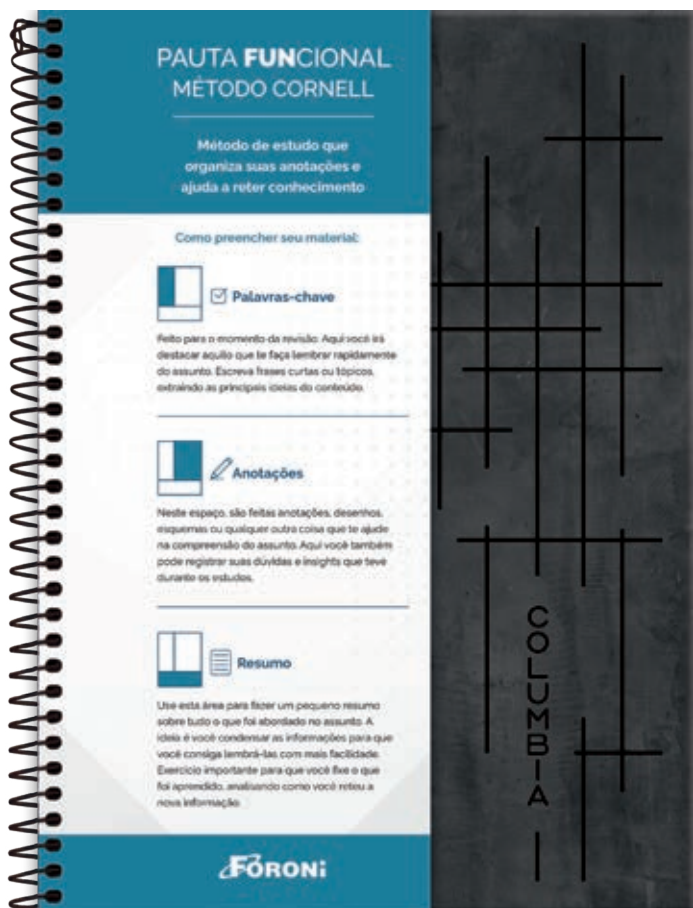 PAUTA FUNCIONAL
MÉTODO CORNELL
Método de estudo que
organiza suas anotações e
ajuda a reter conhecimento
Como preencher seu material:
Palavras-chave
Feito para o momento da revisão. Aqui você irá
destacar aquilo que te faça lembrar rapidamente
do assunto. Escreva frases curtas ou tópicos,
extraindo as principais ideias do conteúdo.
Anotações
Neste espaço, são feitas anotações, desenhos,
esquemas ou qualquer outra coisa que te ajude
na compreensão do assunto. Aqui você também
pode registrar suas dúvidas e insights que teve
durante os estudos.
Resumo
Use esta área para fazer um pequeno resumo
sobre tudo o que foi abordado no assunto. A
ideia é você condensar as informações para que
você consiga lembrá-las com mais facilidade.
Exercício importante para que você fixe o que
foi aprendido, analisando como você reteu a
nova informação.
FORONI
COLUMBIA